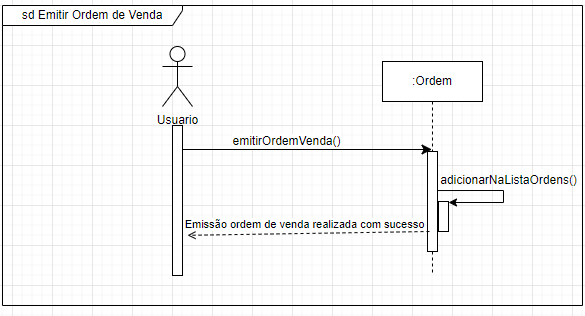 sd Emitir Ordem de Venda
:Ordem
Usuario
emitirOrdemVenda()
adicionarNaListaOrdens()
Emissão ordem de venda realizada com sucesso